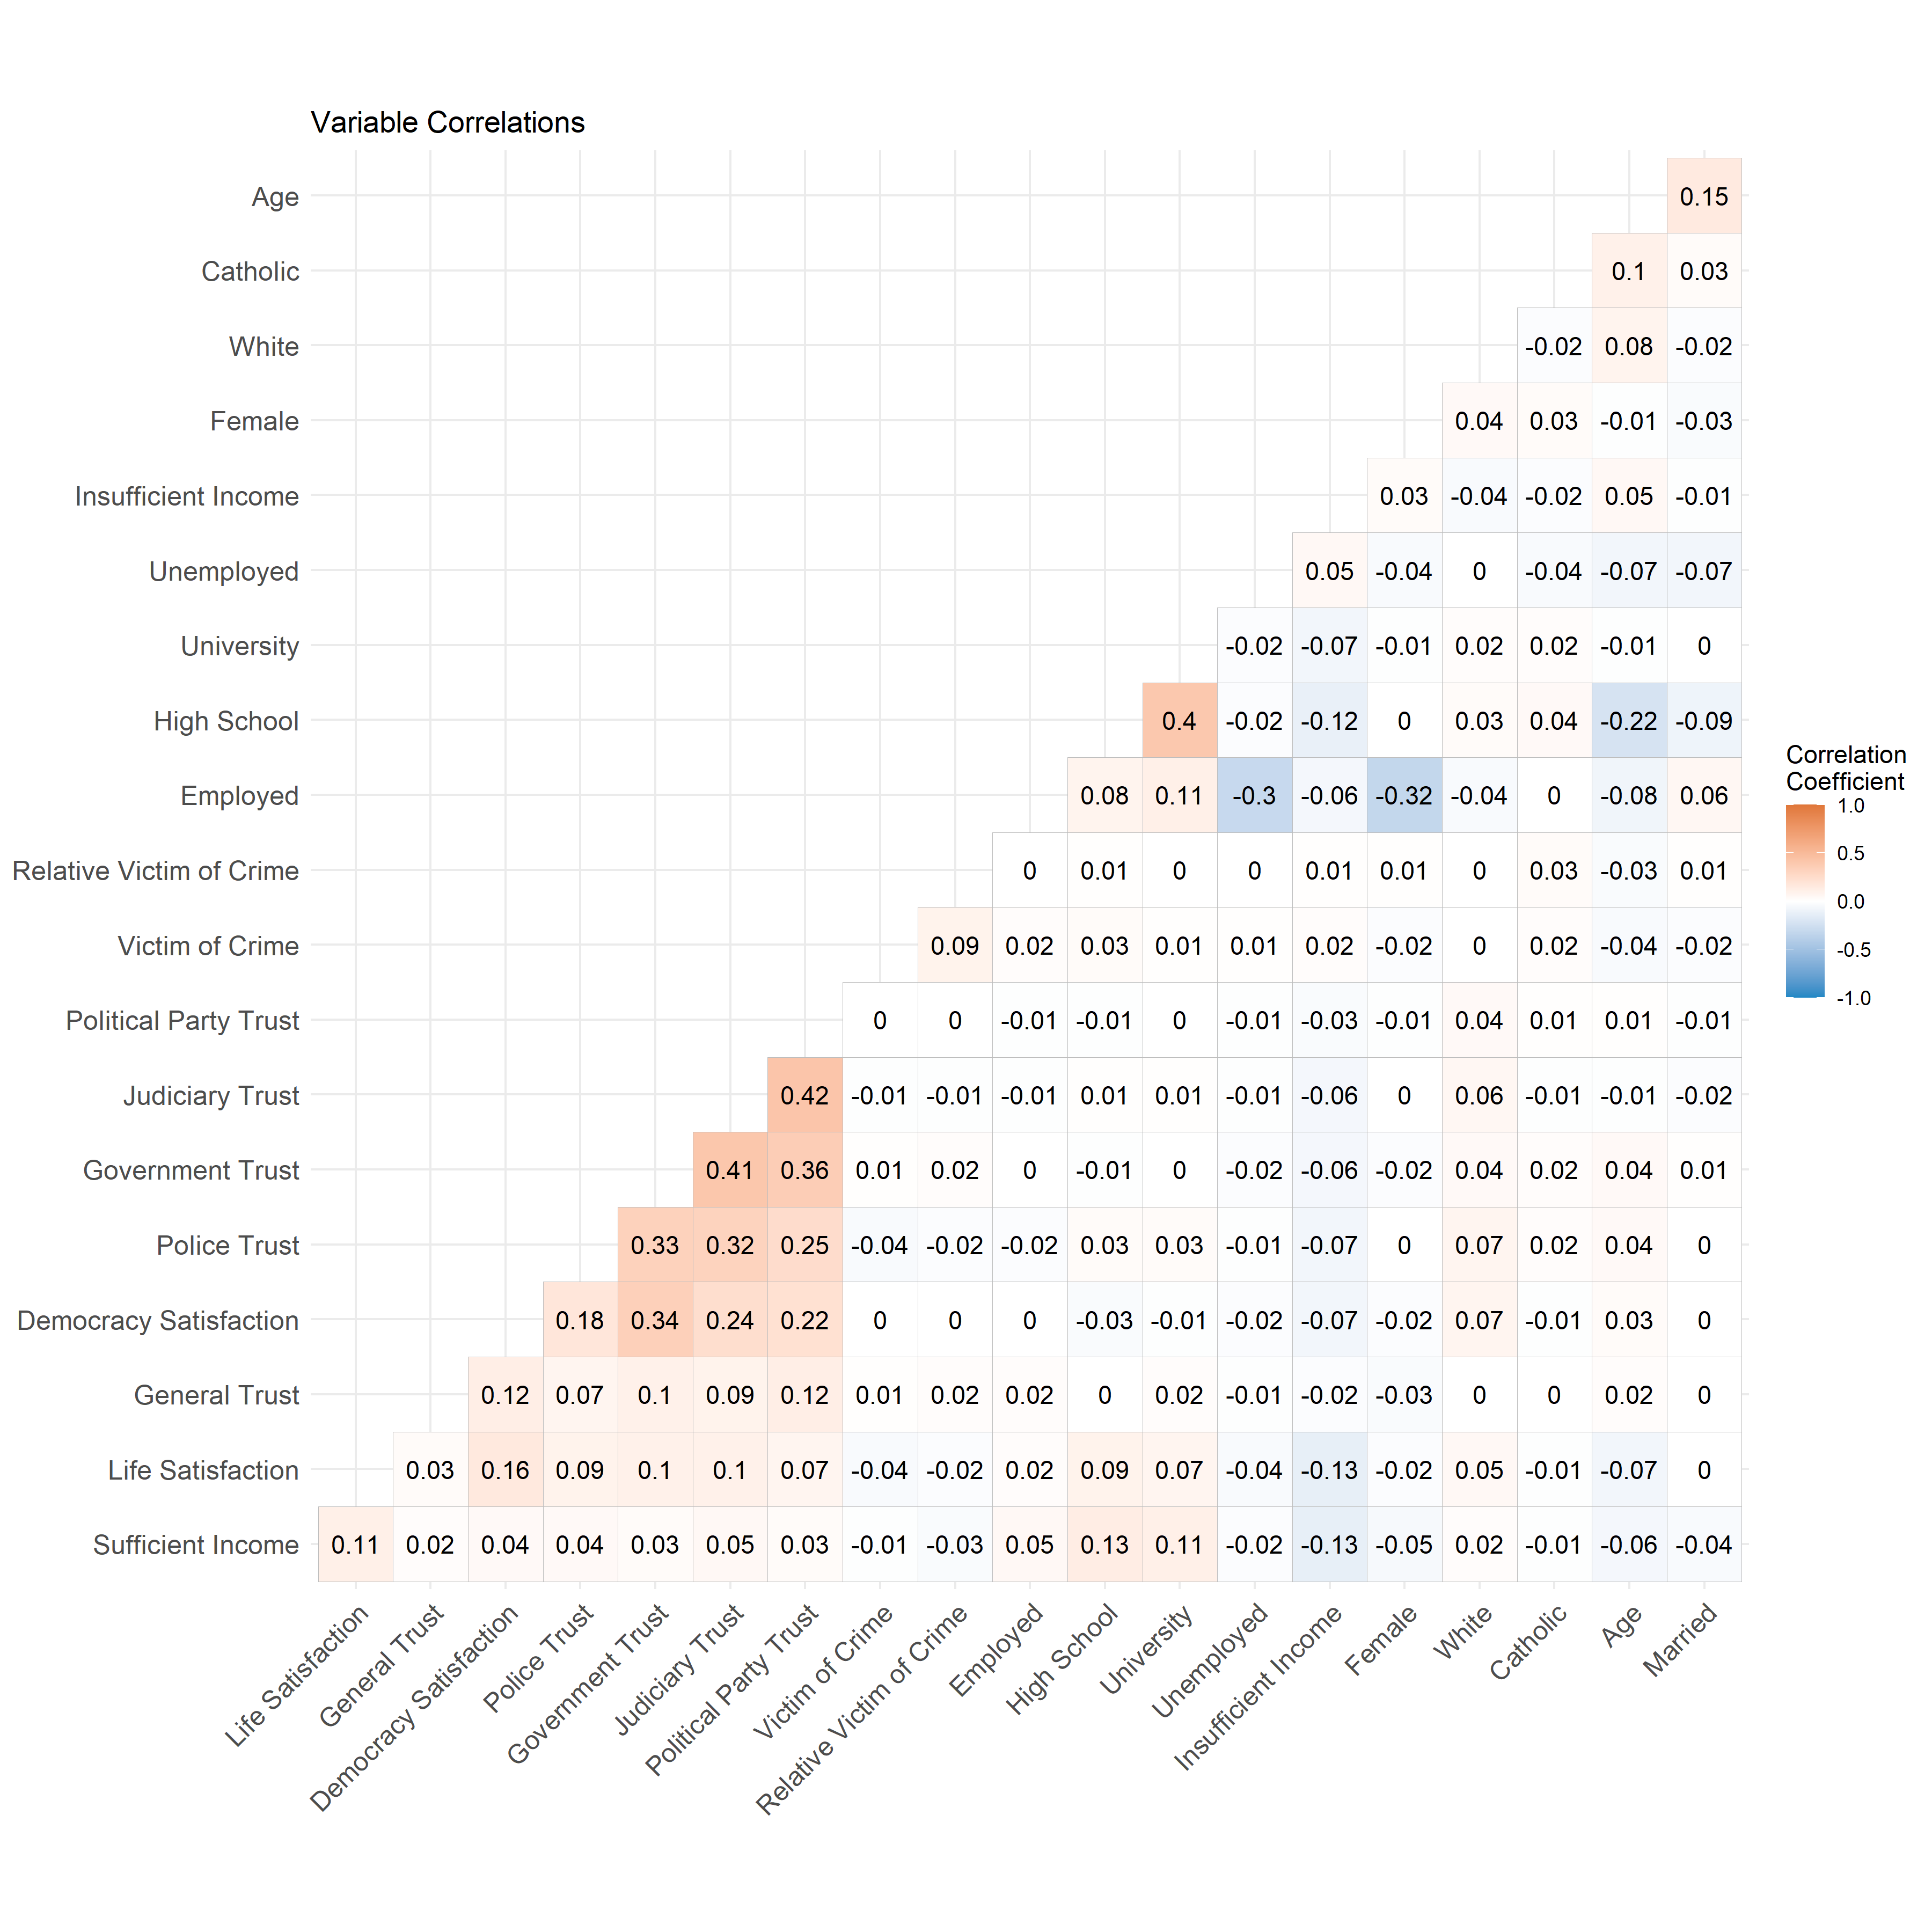 Variable Correlations
Age 0.15
Catholic 0.1 0.03
White -0.02 0.08 -0.02
Female 0.04 0.03 -0.01 -0.03
Insufficient Income 0.03 -0.04 -0.02 0.05 -0.01
Unemployed 0.05 -0.04 0 -0.04 -0.07 -0.07
University -0.02 -0.07 -0.01 0.02 0.02 -0.01 0
High School 0.4 -0.02 -0.12 0 0.03 0.04 -0.22 -0.09
Employed 0.08 0.11 -0.3 -0.06 -0.32 -0.04 0 -0.08 0.06
Relative Victim of Crime 0 0.01 0 0 0.01 0.01 0 0.03 -0.03 0.01
Victim of Crime 0.09 0.02 0.03 0.01 0.01 0.02 -0.02 0 0.02 -0.04 -0.02
Political Party Trust 0 0 -0.01 -0.01 0 -0.01 -0.03 -0.01 0.04 0.01 0.01 -0.01
Judiciary Trust 0.42 -0.01 -0.01 -0.01 0.01 0.01 -0.01 -0.06 0 0.06 -0.01 -0.01 -0.02
Government Trust 0.41 0.36 0.01 0.02 0 -0.01 0 -0.02 -0.06 -0.02 0.04 0.02 0.04 0.01
Police Trust 0.33 0.32 0.25 -0.04 -0.02 -0.02 0.03 0.03 -0.01 -0.07 0 0.07 0.02 0.04 0
Democracy Satisfaction 0.18 0.34 0.24 0.22 0 0 0 -0.03 -0.01 -0.02 -0.07 -0.02 0.07 -0.01 0.03 0
General Trust 0.12 0.07 0.1 0.09 0.12 0.01 0.02 0.02 0 0.02 -0.01 -0.02 -0.03 0 0 0.02 0
Life Satisfaction 0.03 0.16 0.09 0.1 0.1 0.07 -0.04 -0.02 0.02 0.09 0.07 -0.04 -0.13 -0.02 0.05 -0.01 -0.07 0
Sufficient Income 0.11 0.02 0.04 0.04 0.03 0.05 0.03 -0.01 -0.03 0.05 0.13 0.11 -0.02 -0.13 -0.05 0.02 -0.01 -0.06 -0.04
Life Satisfaction
General Trust
Democracy Satisfaction
Police Trust
Government Trust
Judiciary Trust
Political Party Trust
Victim of Crime
Relative Victim of Crime
Employed
High School
University
Unemployed
Insufficient Income
Female
White
Catholic
Age
Married
Correlation
Coefficient
1.0
0.5
0.0
-0.5
-1.0